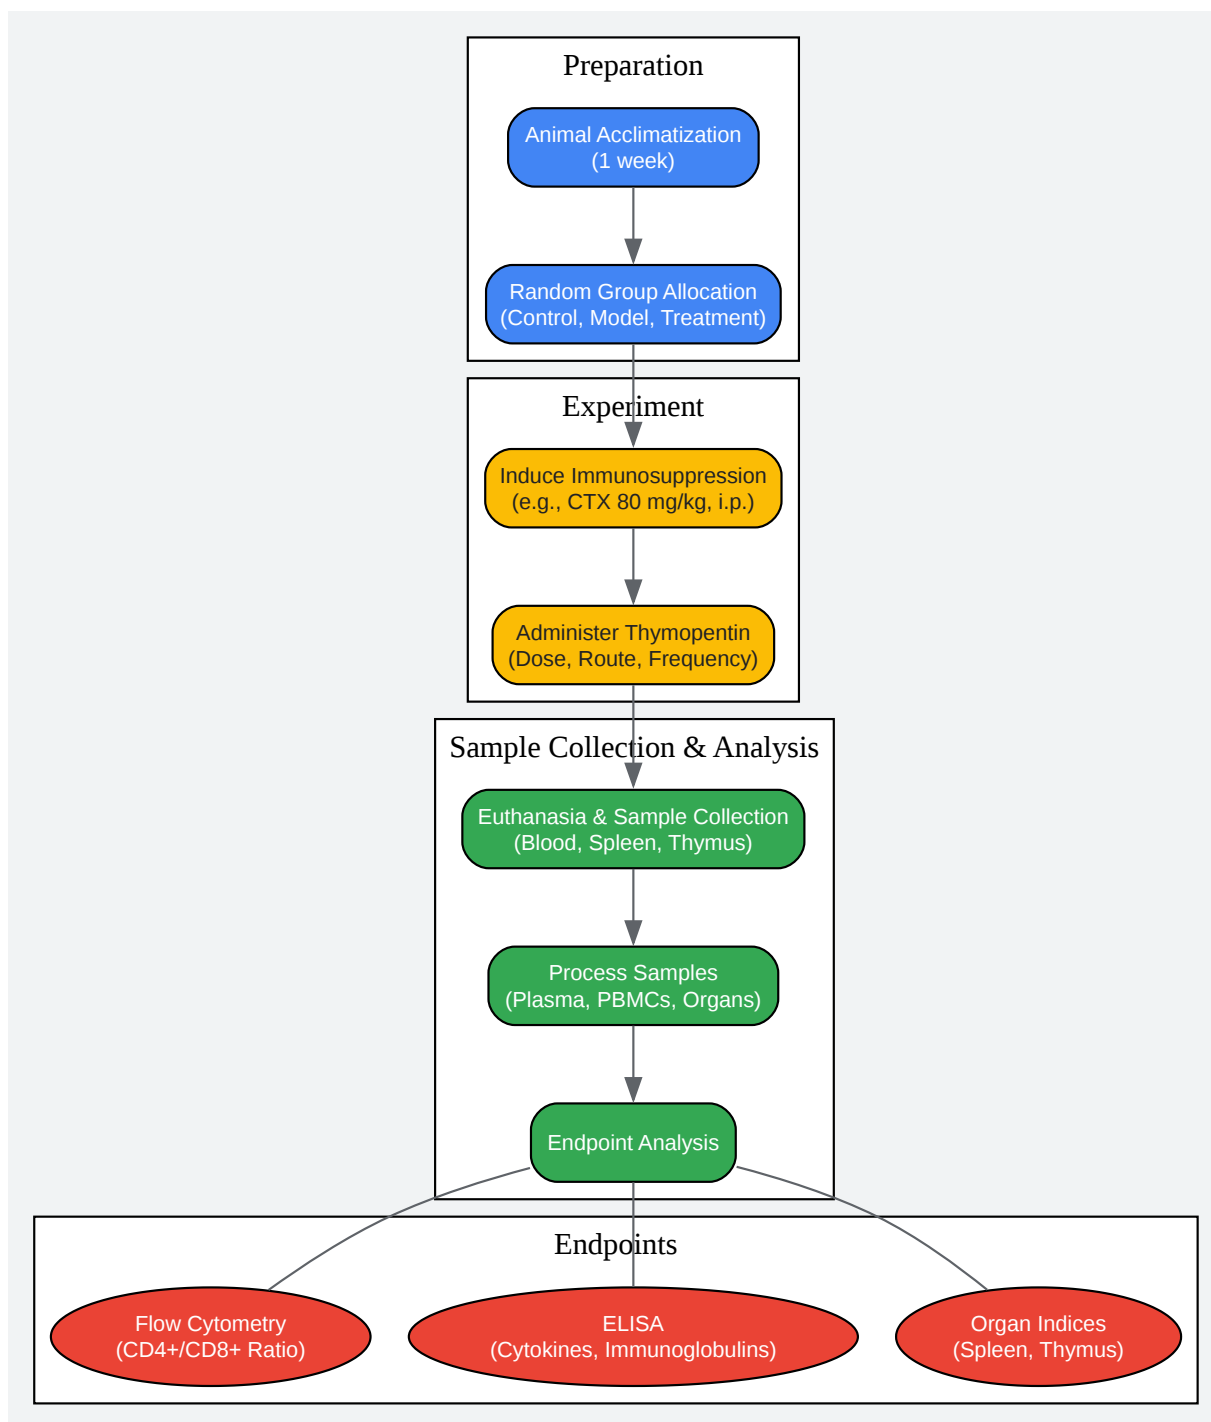 Preparation
Animal Acclimatization
(1 week)
Random Group Allocation
(Control, Model, Treatment)
Experiment
Induce Immunosuppression
(e.g., CTX 80 mg/kg, i.p.)
Administer Thymopentin
(Dose, Route, Frequency)
Sample Collection & Analysis
Euthanasia & Sample Collection
(Blood, Spleen, Thymus)
Process Samples
(Plasma, PBMCs, Organs)
Endpoint Analysis
Endpoints
Flow Cytometry
(CD4+/CD8+ Ratio)
ELISA
(Cytokines, Immunoglobulins)
Organ Indices
(Spleen, Thymus)